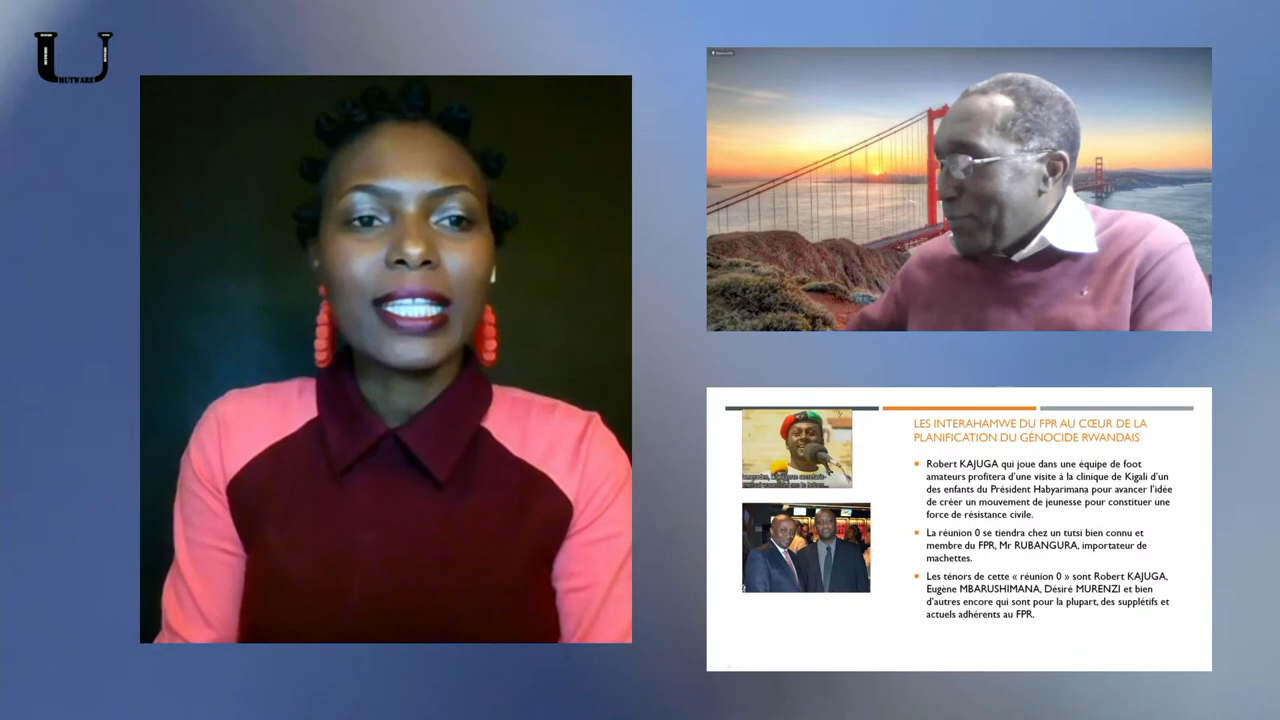 HUTWARE
LES INTERAHAMWE DU FPR AU CŒUR DE LA
PLANIFICATION DU GÉNOCIDE RWANDAIS
Robert KAJUGA qui joue dans une équipe de foot
amateurs profitera d'une visite à la clinique de Kigali d'un
des enfants du Président Habyarimana pour avancer l'idée
de créer un mouvement de jeunesse pour constituer une
force de résistance civile.
La réunion 0 se tiendra chez un tutsi bien connu et
membre du FPR, Mr RUBANGURA, importateur de
machettes.
Les ténors de cette « réunion 0 » sont Robert KAJUGA,
Eugène MBARUSHIMANA, Désiré MURENZI et bien
d'autres encore qui sont pour la plupart, des supplétifs et
actuels adhérents au FPR.